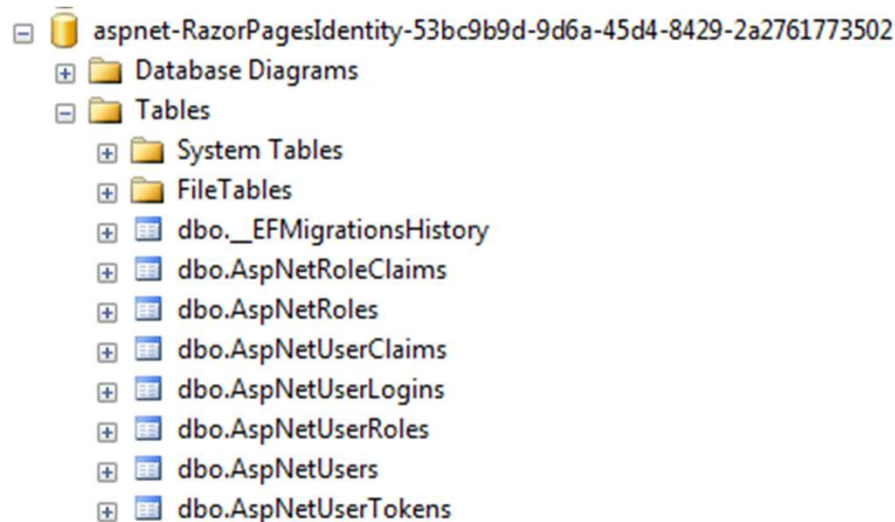 aspnet-RazorPagesIdentity-53bc9b9d-9d6a-45d4-8429-2a2761773502
Database Diagrams
Tables
System Tables
FileTables
dbo.__EFMigrationsHistory
dbo.AspNetRoleClaims
dbo.AspNetRoles
dbo.AspNetUserClaims
dbo.AspNetUserLogins
dbo.AspNetUserRoles
dbo.AspNetUsers
dbo.AspNetUserTokens